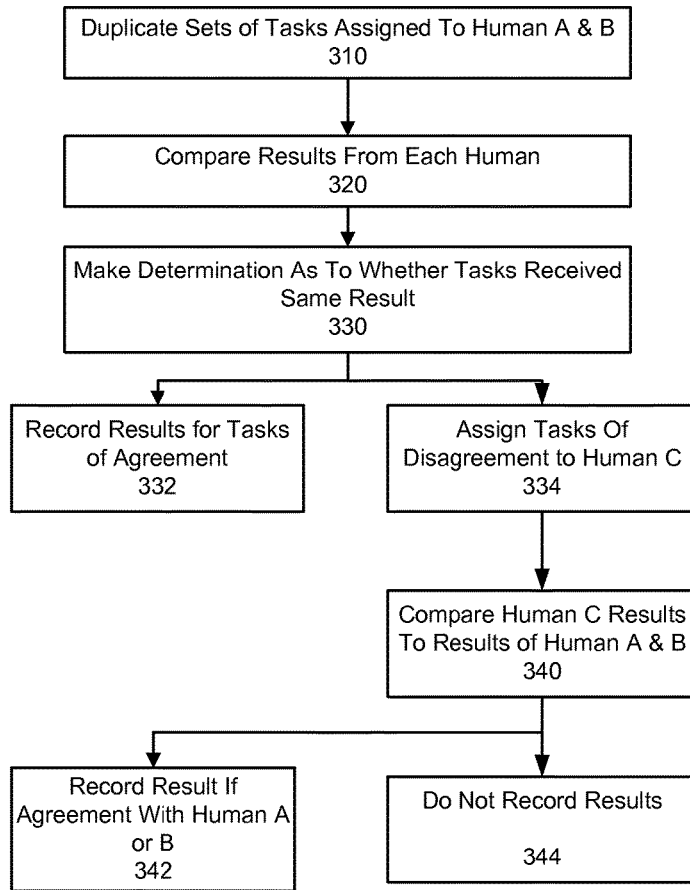 Duplicate Sets of Tasks Assigned To Human A & B
310
Compare Results From Each Human
320
Make Determination As To Whether Tasks Received
Same Result
330
Record Results for Tasks
of Agreement
332
Assign Tasks Of
Disagreement to Human C
334
Compare Human C Results
To Results of Human A & B
340
Record Result If
Agreement With Human A
or B
342
Do Not Record Results
344